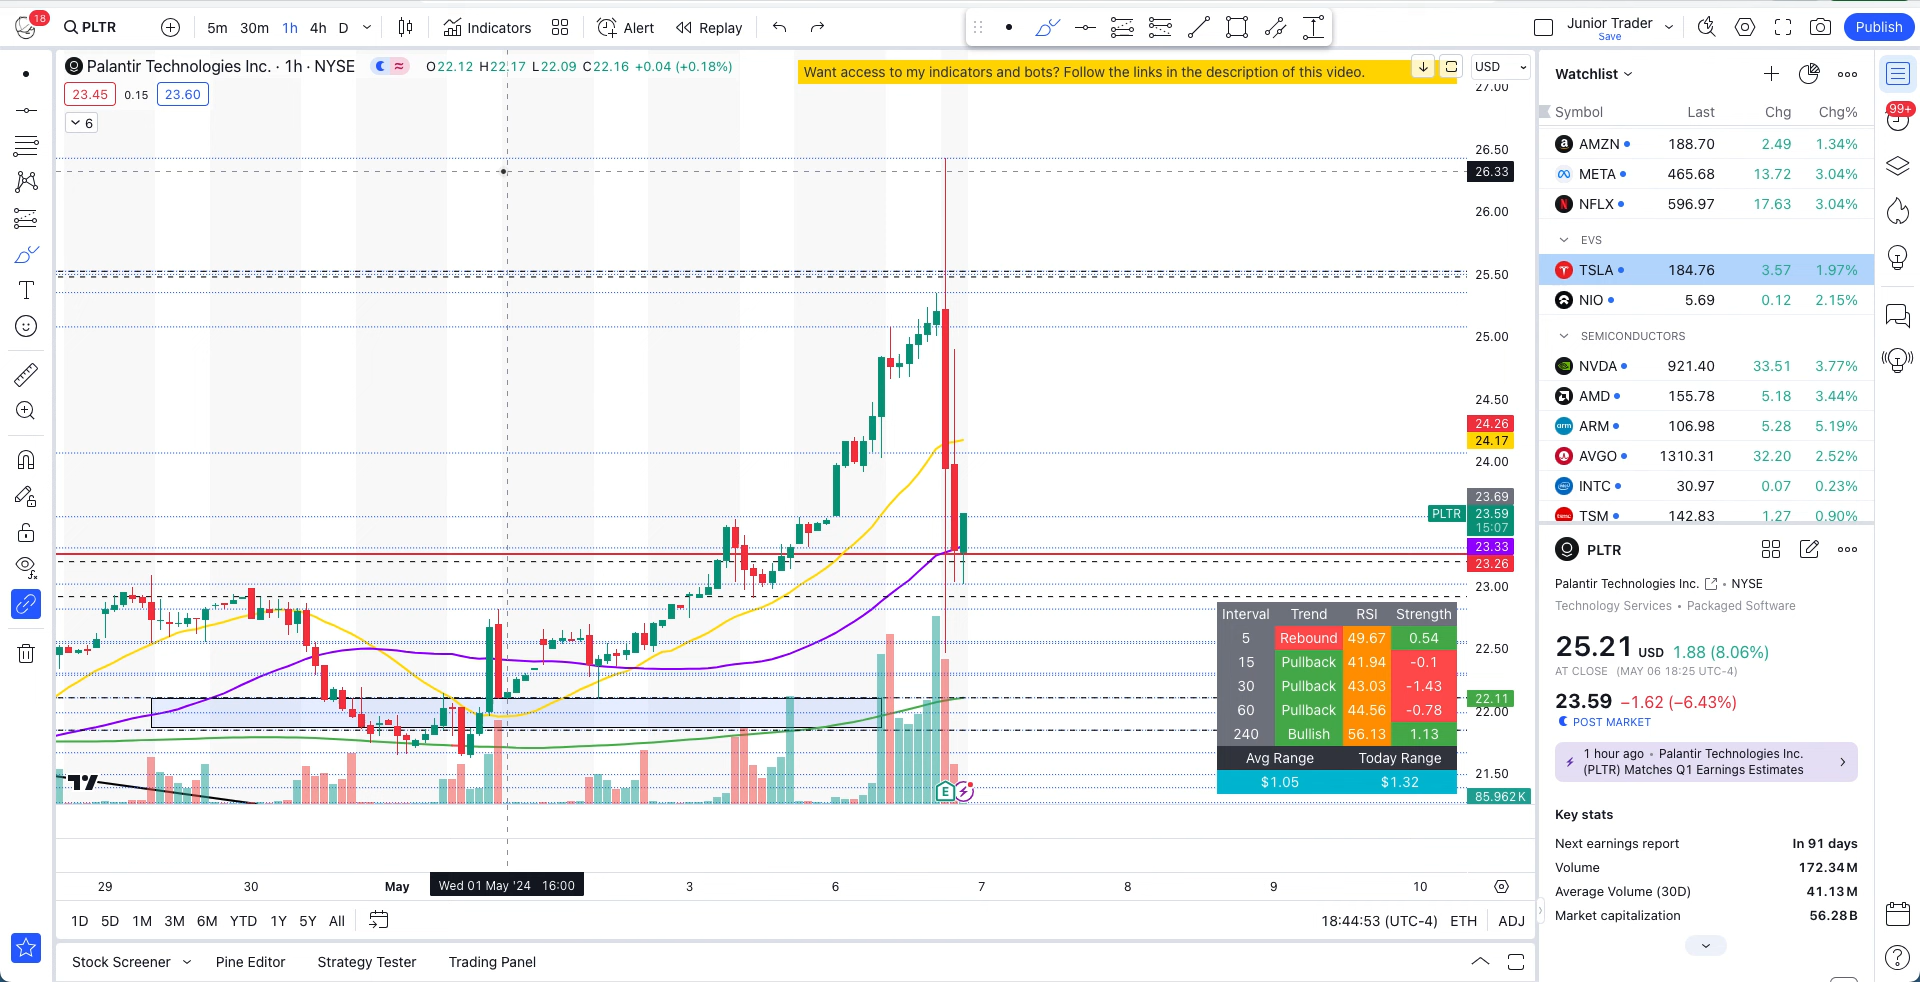 18
PLTR
5m 30m 1h 4h D
Indicators
Alert
Replay
Junior Trader
Save
Publish
Palantir Technologies Inc. · 1h · NYSE
O22.12 H22.17 L22.09 C22.16 +0.04 (+0.18%)
23.45 0.15 23.60
6
Want access to my indicators and bots? Follow the links in the description of this video.
USD
27.00
26.50
26.33
26.00
25.50
25.00
24.50
24.26
24.17
24.00
23.69
PLTR 23.59
15:07
23.33
23.26
23.00
22.50
22.11
22.00
21.50
85.962K
Interval Trend RSI Strength
5 Rebound 49.67 0.54
15 Pullback 41.94 -0.1
30 Pullback 43.03 -1.43
60 Pullback 44.56 -0.78
240 Bullish 56.13 1.13
Avg Range Today Range
$1.05 $1.32
E
29 30 May Wed 01 May '24 16:00 3 6 7 8 9 10
1D 5D 1M 3M 6M YTD 1Y 5Y All
18:44:53 (UTC-4) ETH ADJ
Stock Screener Pine Editor Strategy Tester Trading Panel
Watchlist
Symbol Last Chg Chg%
AMZN 188.70 2.49 1.34%
META 465.68 13.72 3.04%
NFLX 596.97 17.63 3.04%
EVS
TSLA 184.76 3.57 1.97%
NIO 5.69 0.12 2.15%
SEMICONDUCTORS
NVDA 921.40 33.51 3.77%
AMD 155.78 5.18 3.44%
ARM 106.98 5.28 5.19%
AVGO 1310.31 32.20 2.52%
INTC 30.97 0.07 0.23%
TSM 142.83 1.27 0.90%
PLTR
Palantir Technologies Inc. • NYSE
Technology Services • Packaged Software
25.21 USD 1.88 (8.06%)
AT CLOSE (MAY 06 18:25 UTC-4)
23.59 −1.62 (−6.43%)
POST MARKET
1 hour ago • Palantir Technologies Inc.
(PLTR) Matches Q1 Earnings Estimates
Key stats
Next earnings report In 91 days
Volume 172.34M
Average Volume (30D) 41.13M
Market capitalization 56.28B
99+